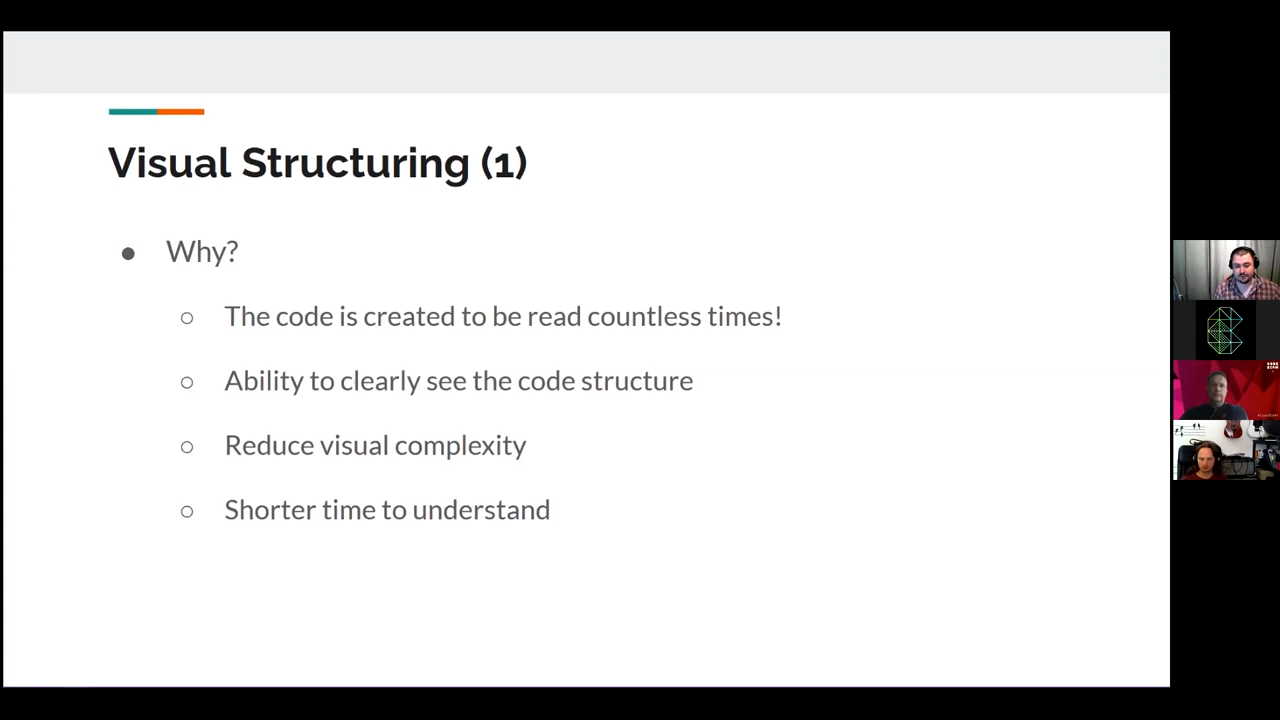 Visual Structuring (1)
● Why?
○ The code is created to be read countless times!
○ Ability to clearly see the code structure
○ Reduce visual complexity
○ Shorter time to understand